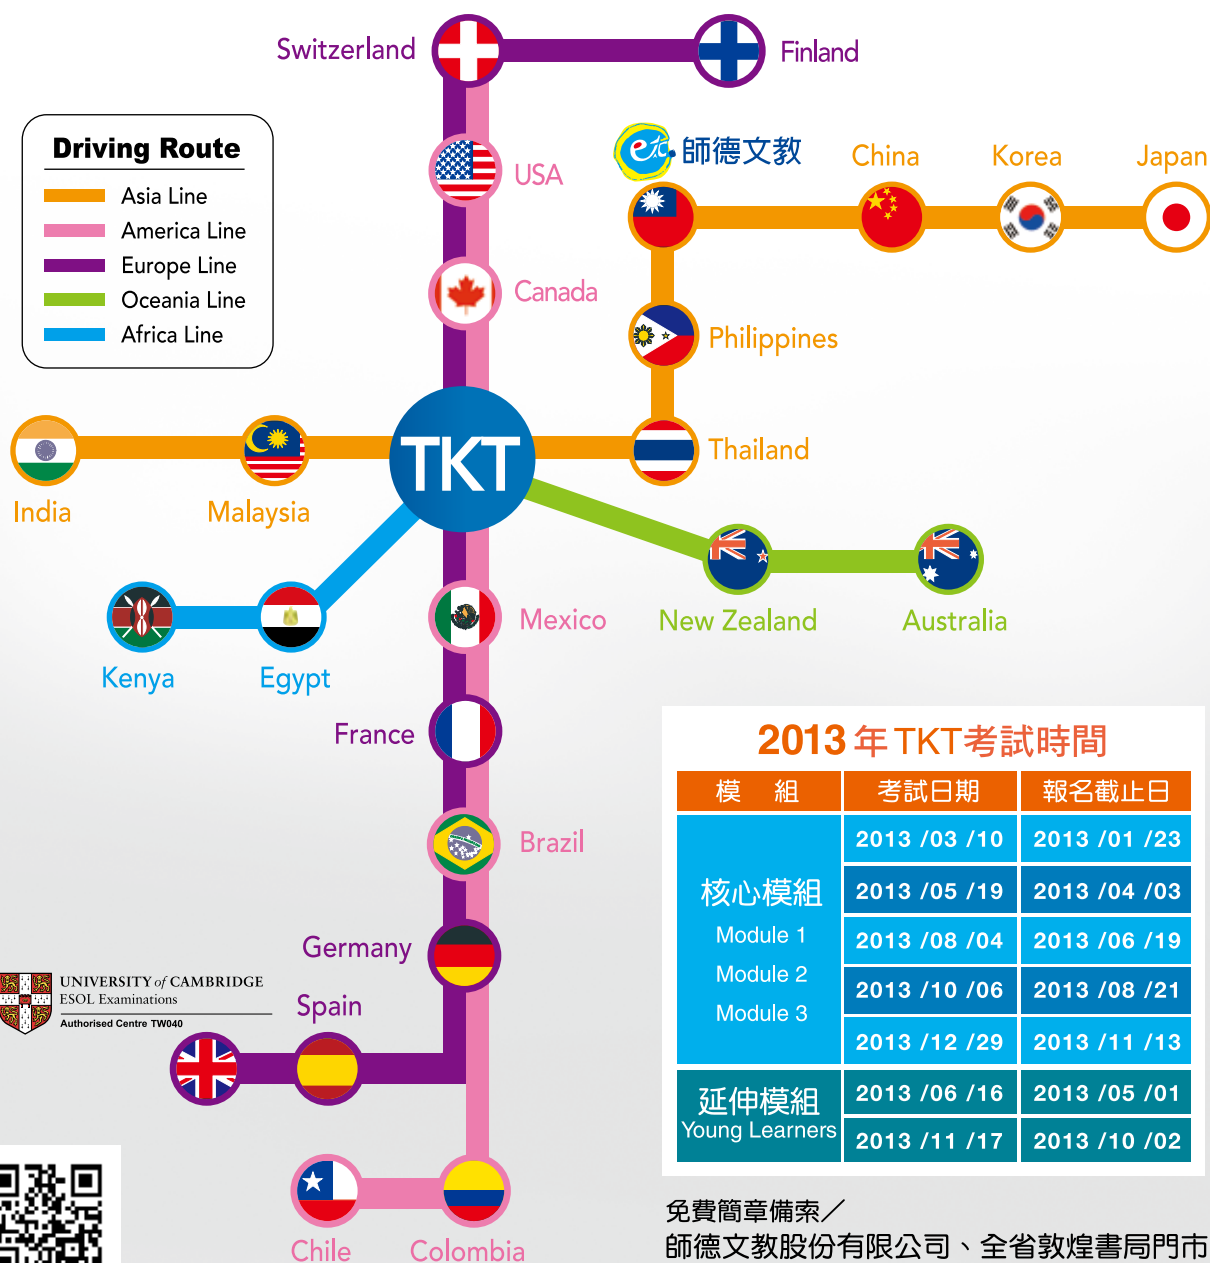 Switzerland
Finland
Driving Route
Asia Line
America Line
Europe Line
Oceania Line
Africa Line
USA
e.t.c. 師德文教
China
Korea
Japan
Canada
Philippines
TKT
Thailand
India
Malaysia
Mexico
New Zealand
Australia
Kenya
Egypt
France
Brazil
Germany
Spain
UNIVERSITY of CAMBRIDGE
ESOL Examinations
Authorised Centre TW040
Chile
Colombia
2013年TKT考試時間
模 組 考試日期 報名截止日
核心模組
Module 1
Module 2
Module 3
2013 /03 /10 2013 /01 /23
2013 /05 /19 2013 /04 /03
2013 /08 /04 2013 /06 /19
2013 /10 /06 2013 /08 /21
2013 /12 /29 2013 /11 /13
延伸模組
Young Learners
2013 /06 /16 2013 /05 /01
2013 /11 /17 2013 /10 /02
免費簡章備索／
師德文教股份有限公司、全省敦煌書局門市